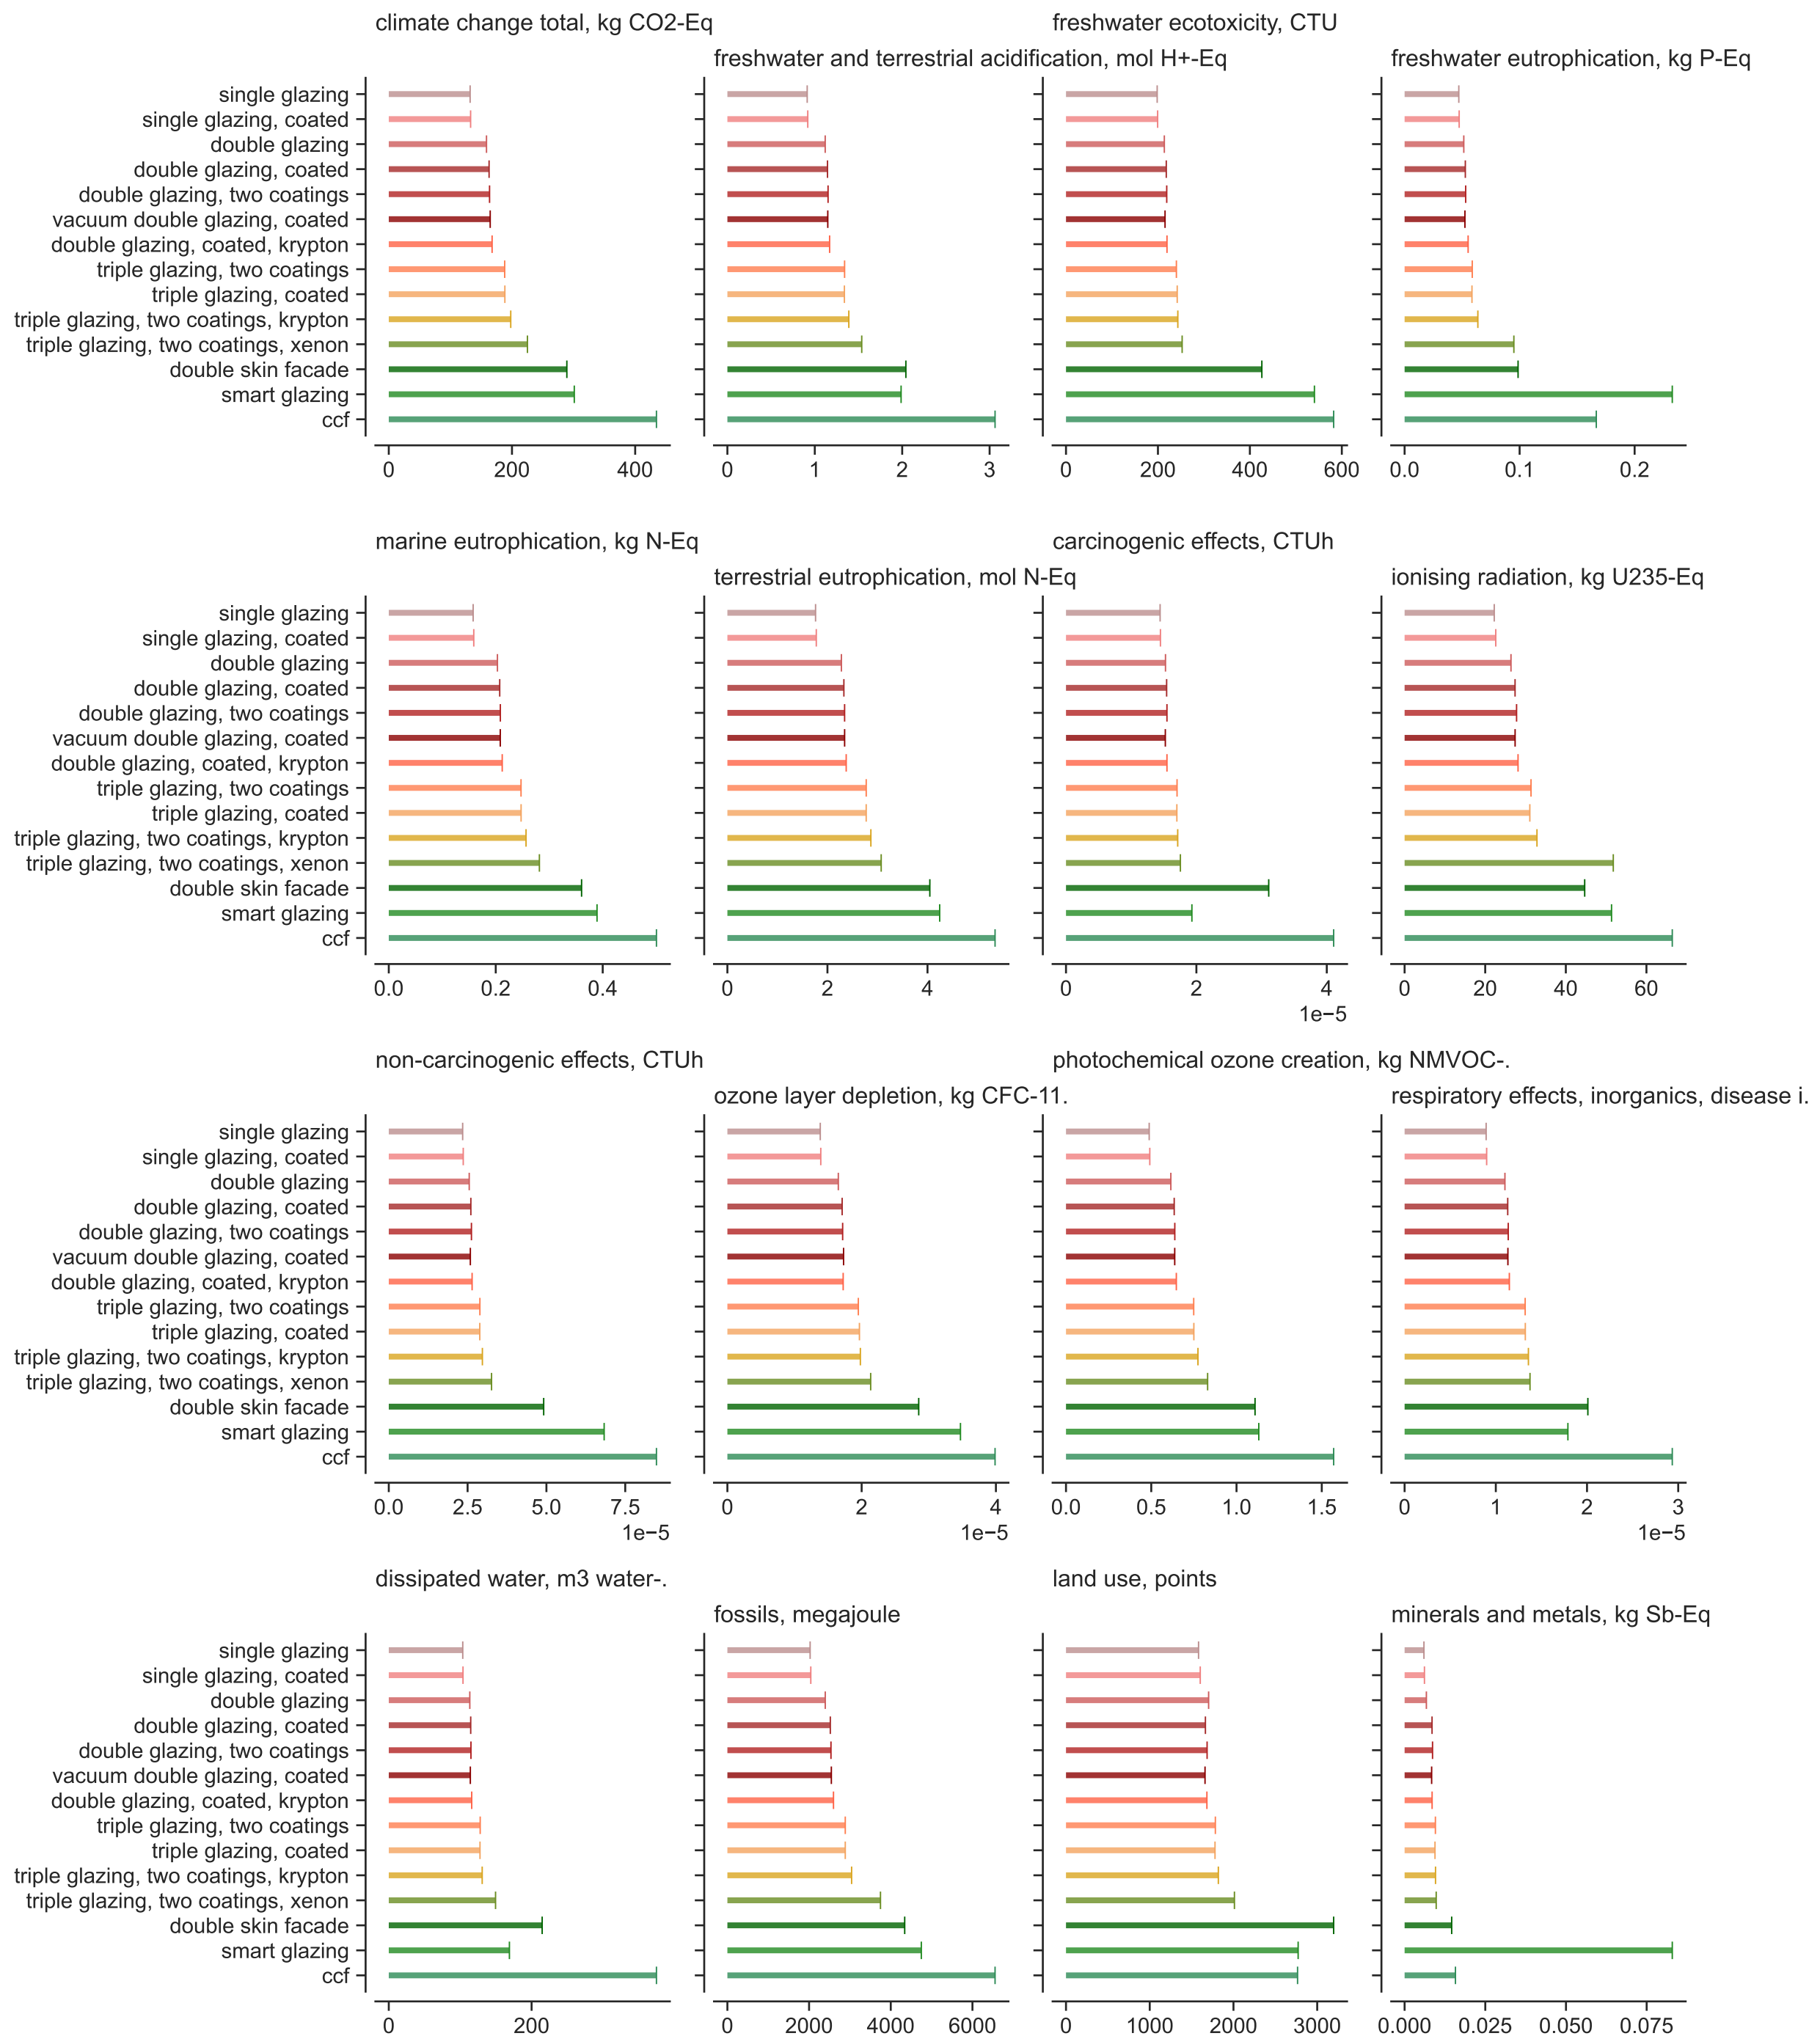 climate change total, kg CO2-Eq
freshwater ecotoxicity, CTU
freshwater and terrestrial acidification, mol H+-Eq
freshwater eutrophication, kg P-Eq
single glazing
single glazing, coated
double glazing
double glazing, coated
double glazing, two coatings
vacuum double glazing, coated
double glazing, coated, krypton
triple glazing, two coatings
triple glazing, coated
triple glazing, two coatings, krypton
triple glazing, two coatings, xenon
double skin facade
smart glazing
ccf
0 200 400 0 1 2 3 0 200 400 600 0.0 0.1 0.2
marine eutrophication, kg N-Eq
carcinogenic effects, CTUh
terrestrial eutrophication, mol N-Eq
ionising radiation, kg U235-Eq
single glazing
single glazing, coated
double glazing
double glazing, coated
double glazing, two coatings
vacuum double glazing, coated
double glazing, coated, krypton
triple glazing, two coatings
triple glazing, coated
triple glazing, two coatings, krypton
triple glazing, two coatings, xenon
double skin facade
smart glazing
ccf
0.0 0.2 0.4 0 2 4 0 2 4 0 20 40 60
1e−5
non-carcinogenic effects, CTUh
photochemical ozone creation, kg NMVOC-.
ozone layer depletion, kg CFC-11.
respiratory effects, inorganics, disease i.
single glazing
single glazing, coated
double glazing
double glazing, coated
double glazing, two coatings
vacuum double glazing, coated
double glazing, coated, krypton
triple glazing, two coatings
triple glazing, coated
triple glazing, two coatings, krypton
triple glazing, two coatings, xenon
double skin facade
smart glazing
ccf
0.0 2.5 5.0 7.5 0 2 4 0.0 0.5 1.0 1.5 0 1 2 3
1e−5 1e−5 1e−5
dissipated water, m3 water-.
land use, points
fossils, megajoule
minerals and metals, kg Sb-Eq
single glazing
single glazing, coated
double glazing
double glazing, coated
double glazing, two coatings
vacuum double glazing, coated
double glazing, coated, krypton
triple glazing, two coatings
triple glazing, coated
triple glazing, two coatings, krypton
triple glazing, two coatings, xenon
double skin facade
smart glazing
ccf
0 200 0 2000 4000 6000 0 1000 2000 3000 0.000 0.025 0.050 0.075